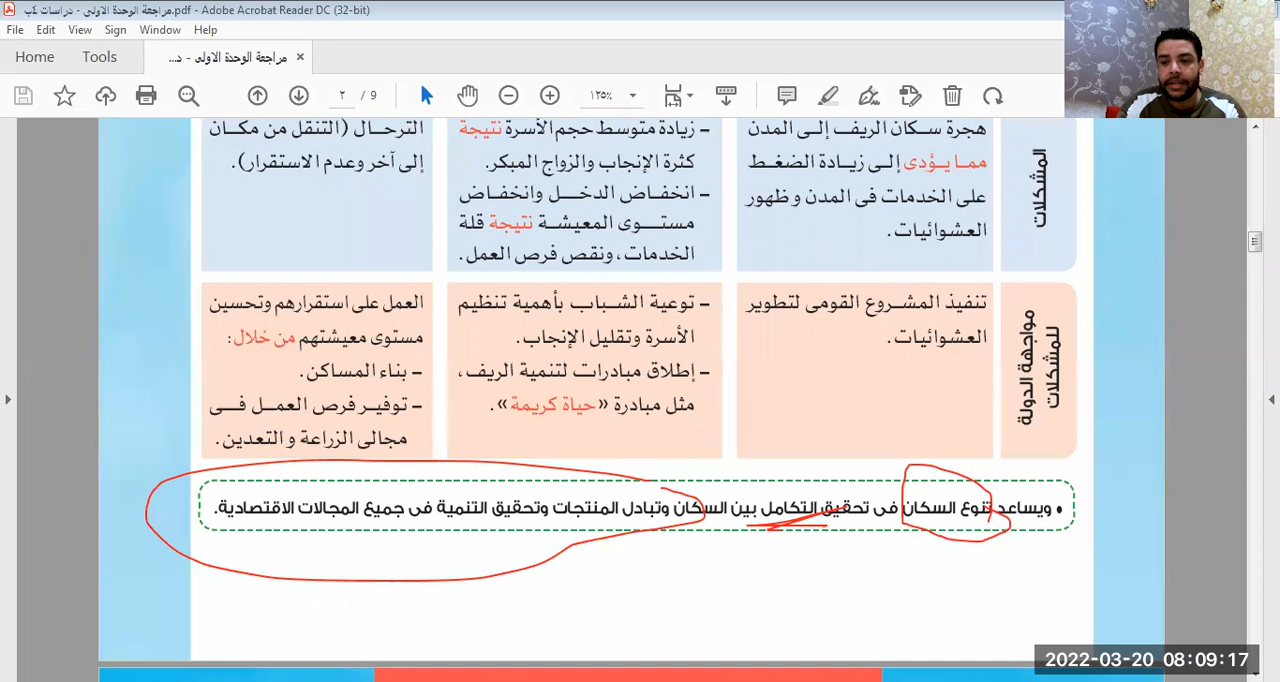 مراجعة الوحدة الاولى - دراسات ٤ب.pdf - Adobe Acrobat Reader DC (32-bit)
File Edit View Sign Window Help
Home Tools مراجعة الوحدة الاولى - د... ×
٢ / 9 ١٢٥%
المشكلات
هجرة سكان الريف إلى المدن
مما يؤدى إلى زيادة الضغط
على الخدمات فى المدن وظهور
العشوائيات.
- زيادة متوسط حجم الأسرة نتيجة
كثرة الإنجاب والزواج المبكر.
- انخفاض الدخل وانخفاض
مستوى المعيشة نتيجة قلة
الخدمات، ونقص فرص العمل.
الترحال (التنقل من مكان
إلى آخر وعدم الاستقرار).
مواجهة الدولة
للمشكلات
تنفيذ المشروع القومى لتطوير
العشوائيات.
- توعية الشباب بأهمية تنظيم
الأسرة وتقليل الإنجاب.
- إطلاق مبادرات لتنمية الريف،
مثل مبادرة «حياة كريمة».
العمل على استقرارهم وتحسين
مستوى معيشتهم من خلال:
- بناء المساكن.
- توفير فرص العمل فى
مجالى الزراعة والتعدين.
• ويساعد تنوع السكان فى تحقيق التكامل بين السكان وتبادل المنتجات وتحقيق التنمية فى جميع المجالات الاقتصادية.
2022-03-20 08:09:17